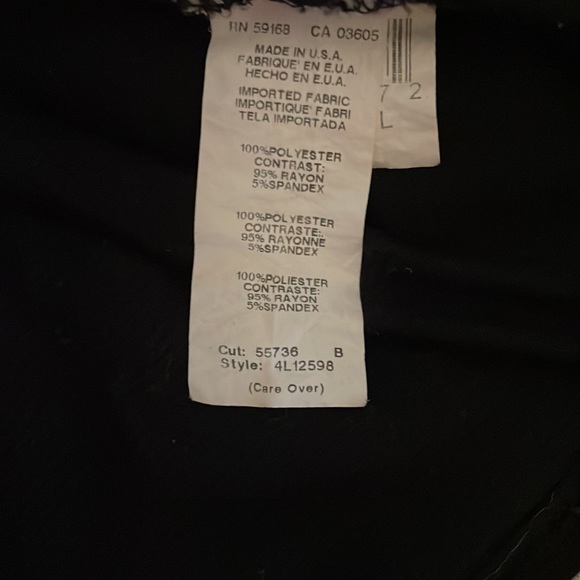 RN 59168 CA 03605
MADE IN U.S.A.
FABRIQUE' EN E.U.A.
HECHO EN E.U.A.
IMPORTED FABRIC
IMPORTIQUE' FABRI
TELA IMPORTADA
100%POLYESTER
CONTRAST:
95% RAYON
5%SPANDEX
100%POLYESTER
CONTRASTE:
95% RAYONNE
5%SPANDEX
100%POLIESTER
CONTRASTE:
95% RAYON
5%SPANDEX
Cut: 55736 B
Style: 4L12598
(Care Over)
7 2
L